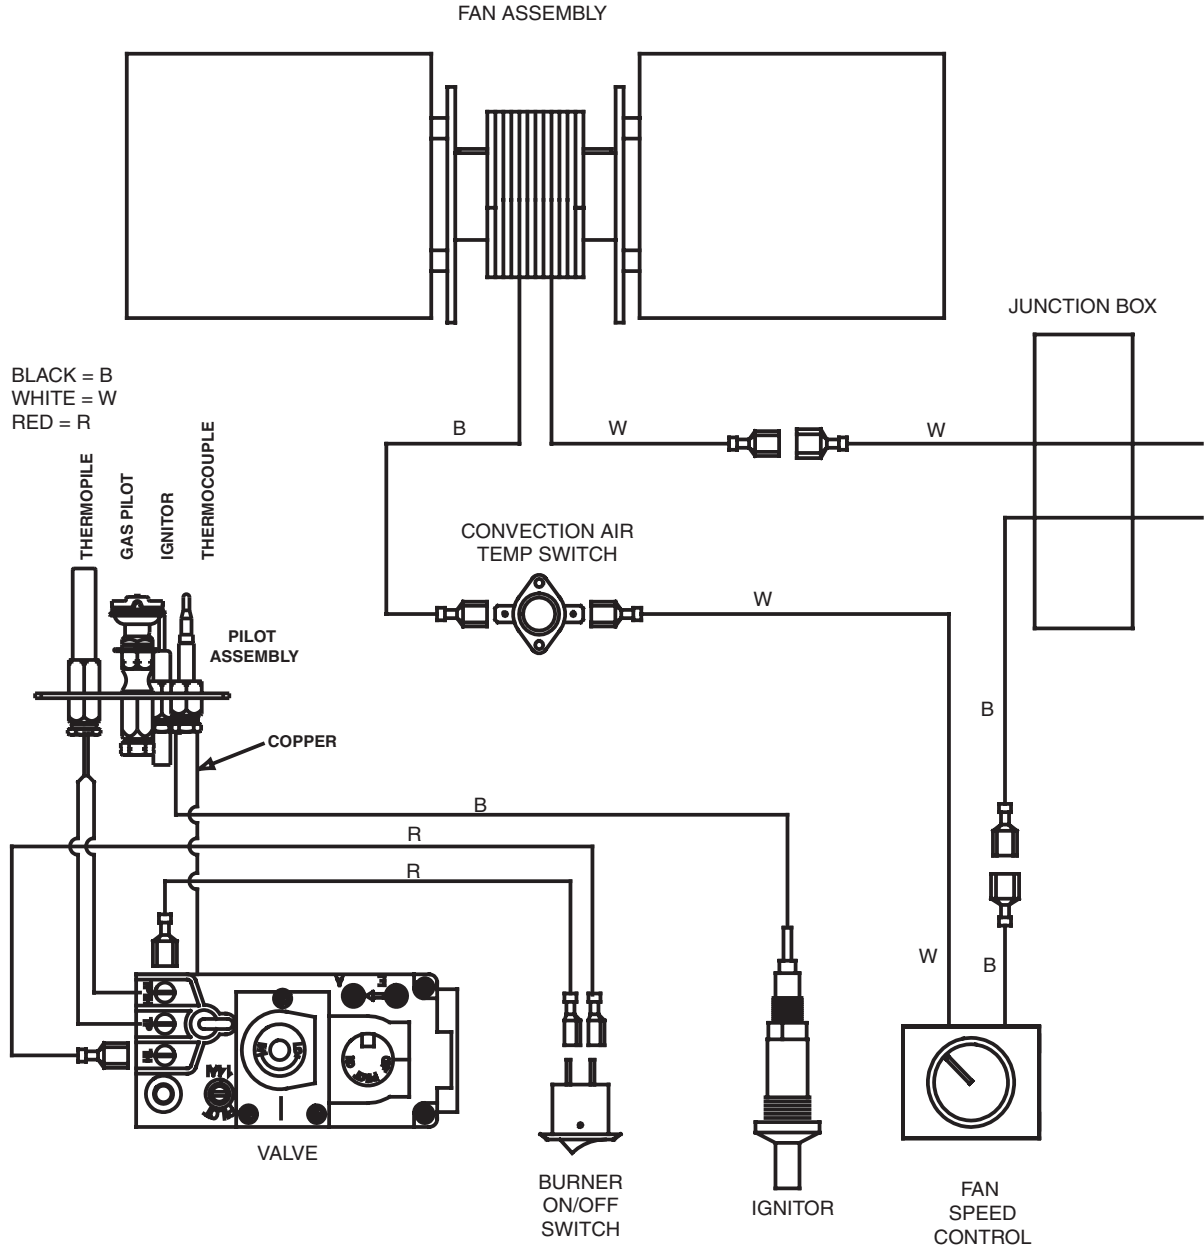 FAN ASSEMBLY
JUNCTION BOX
BLACK = B
WHITE = W
RED = R
B
W
W
THERMOPILE
GAS PILOT
IGNITOR
THERMOCOUPLE
CONVECTION AIR
TEMP SWITCH
W
PILOT
ASSEMBLY
B
COPPER
B
R
R
W
B
VALVE
BURNER
ON/OFF
SWITCH
IGNITOR
FAN
SPEED
CONTROL